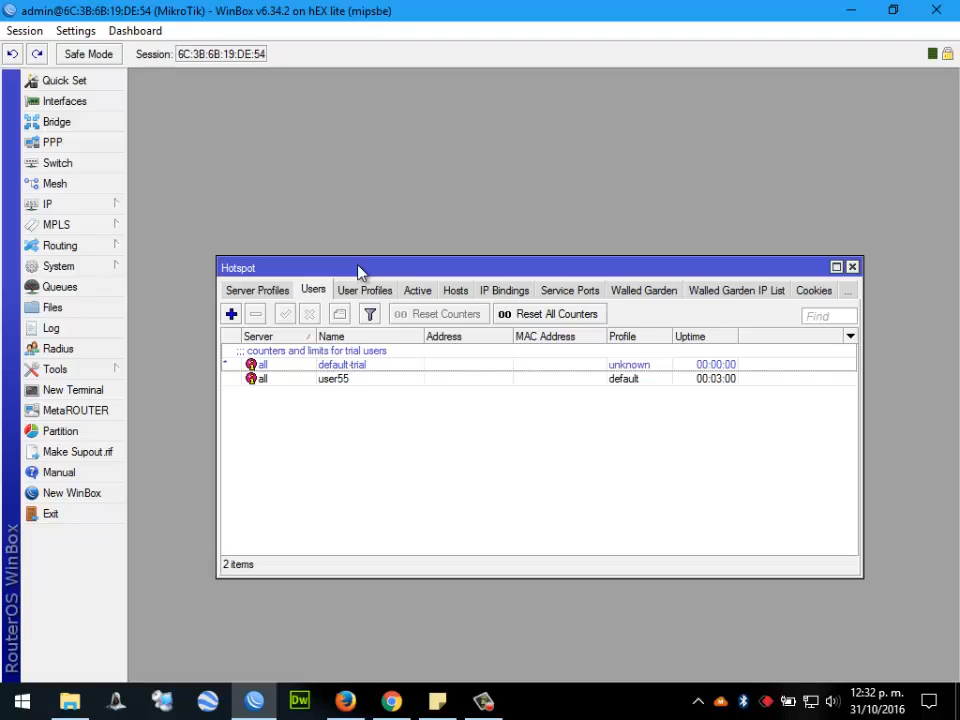 admin@6C:3B:6B:19:DE:54 (MikroTik) - WinBox v6.34.2 on hEX lite (mipsbe)
Session Settings Dashboard
Safe Mode Session: 6C:3B:6B:19:DE:54
Quick Set
Interfaces
Bridge
PPP
Switch
Mesh
IP
MPLS
Routing
System
Queues
Files
Log
Radius
Tools
New Terminal
MetaROUTER
Partition
Make Supout.rif
Manual
New WinBox
Exit
RouterOS WinBox
Hotspot
Server Profiles Users User Profiles Active Hosts IP Bindings Service Ports Walled Garden Walled Garden IP List Cookies ...
00 Reset Counters 00 Reset All Counters Find
Server Name Address MAC Address Profile Uptime
;;; counters and limits for trial users
* all default-trial unknown 00:00:00
all user55 default 00:03:00
2 items
Dw
12:32 p. m.
31/10/2016